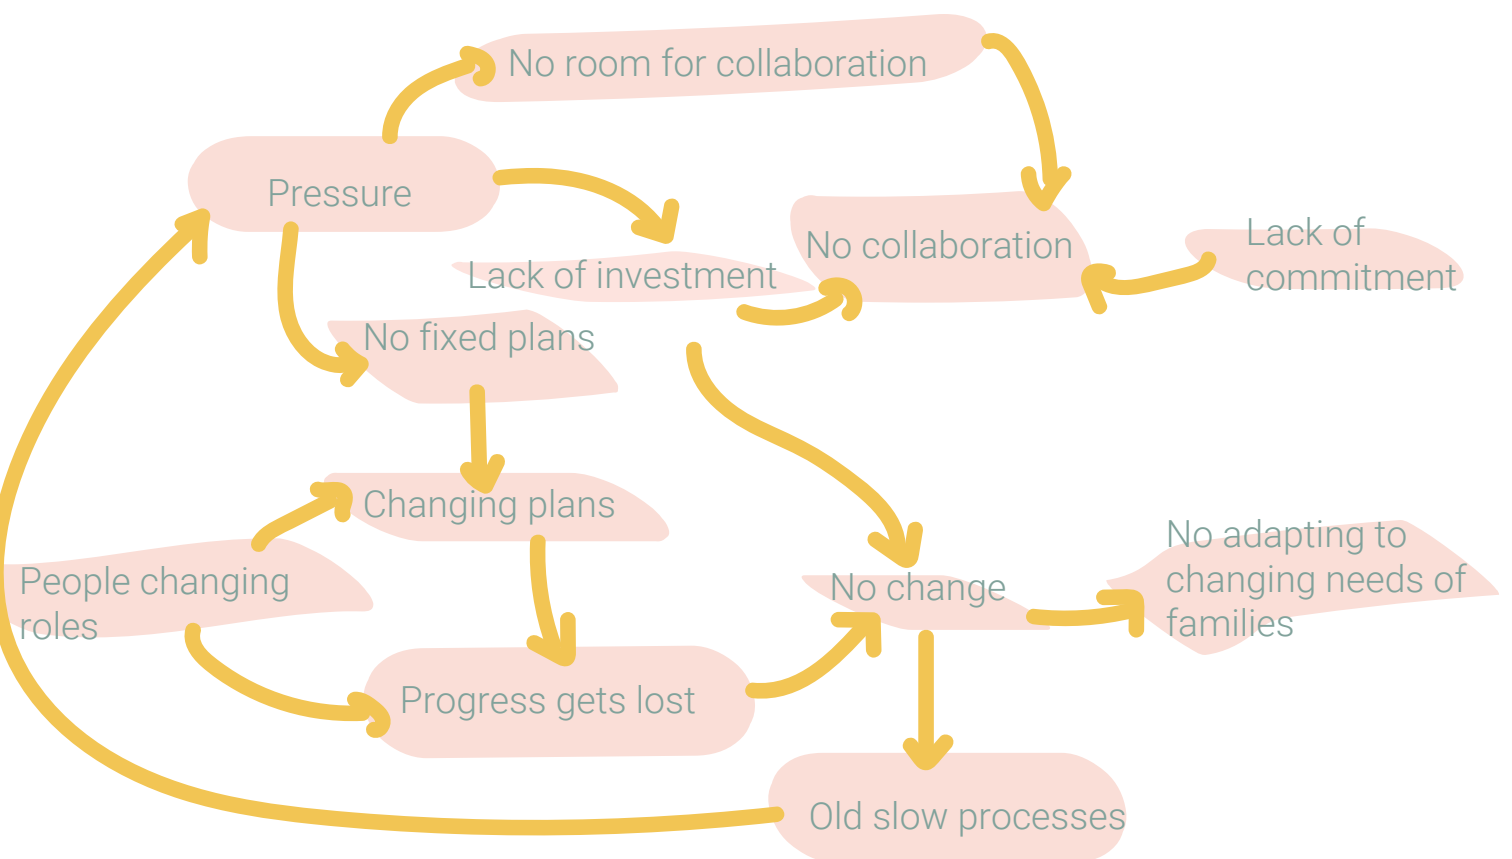 No room for collaboration
Pressure
No collaboration
Lack of
commitment
Lack of investment
No fixed plans
Changing plans
People changing
roles
No change
No adapting to
changing needs of
families
Progress gets lost
Old slow processes